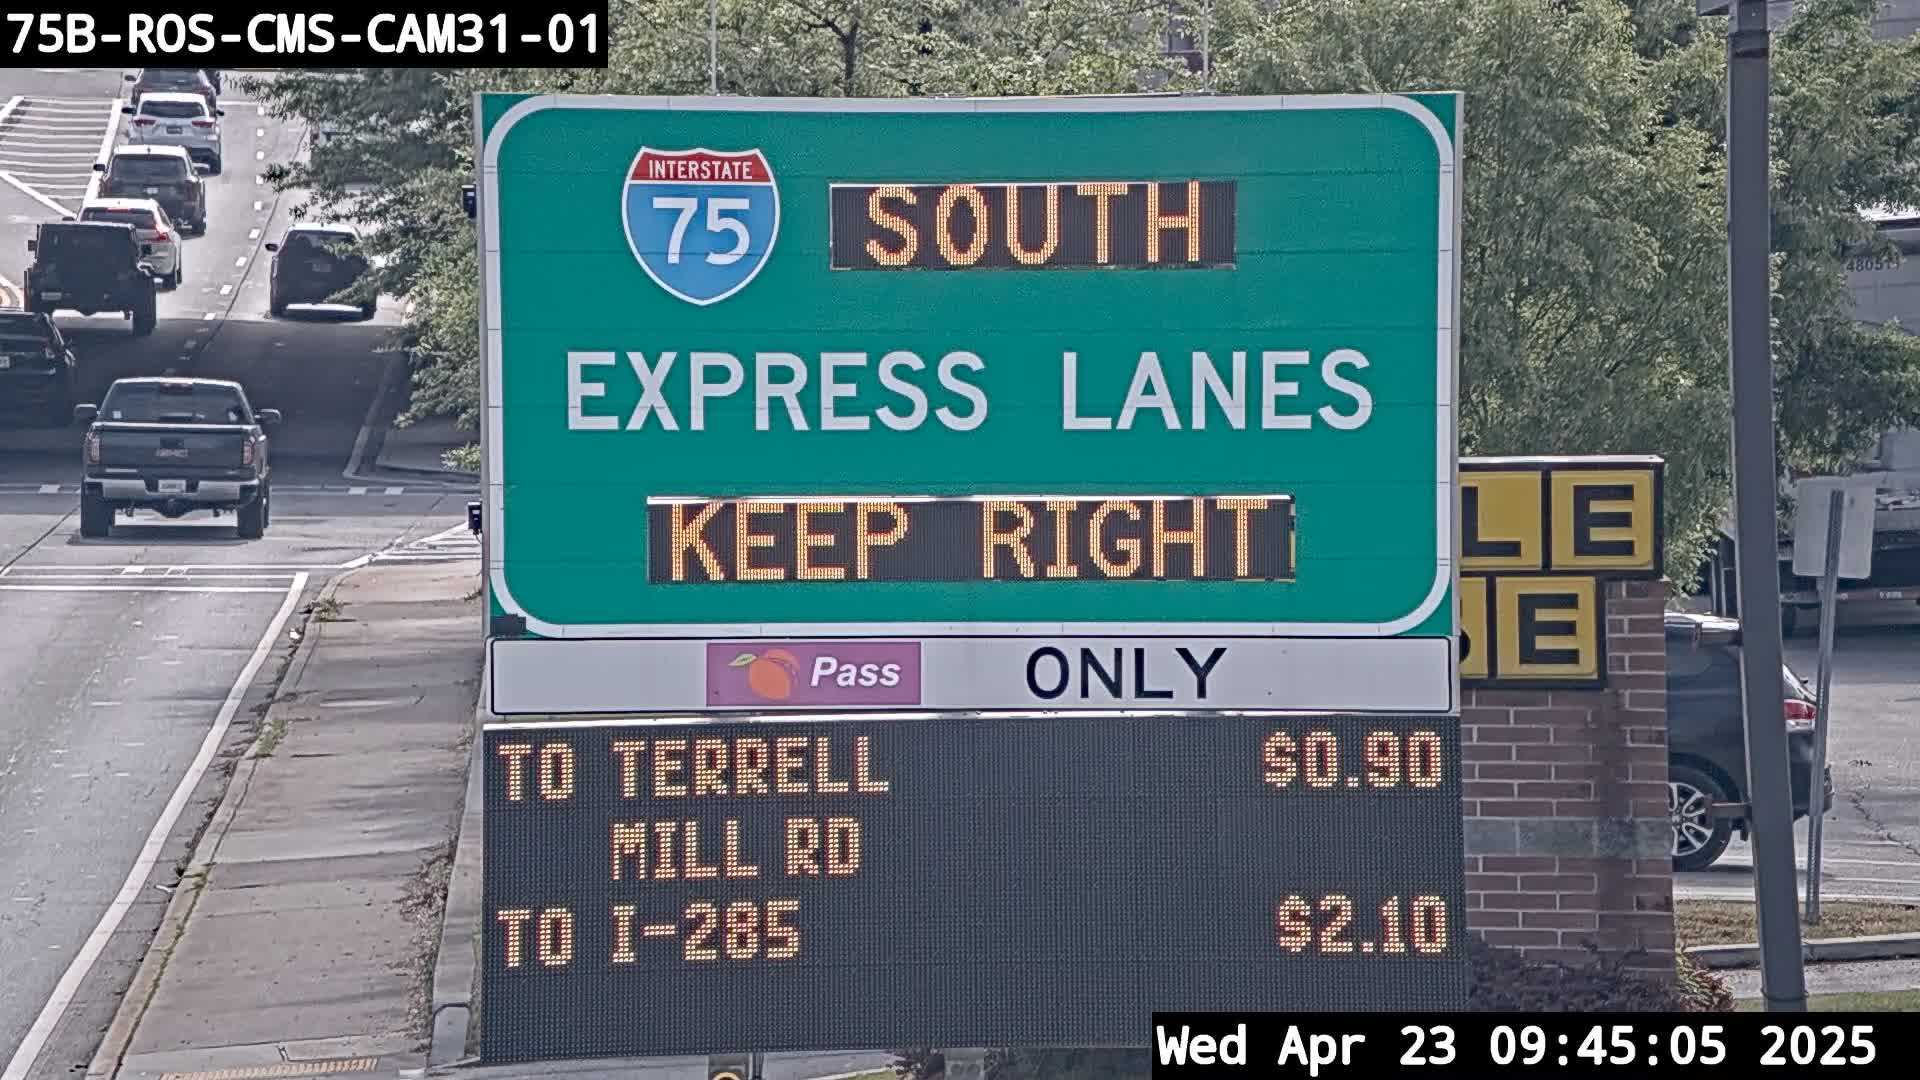 75B-ROS-CMS-CAM31-01
INTERSTATE
75
SOUTH
EXPRESS LANES
KEEP RIGHT
Pass ONLY
TO TERRELL $0.90
MILL RD
TO I-285 $2.10
LE
E
Wed Apr 23 09:45:05 2025